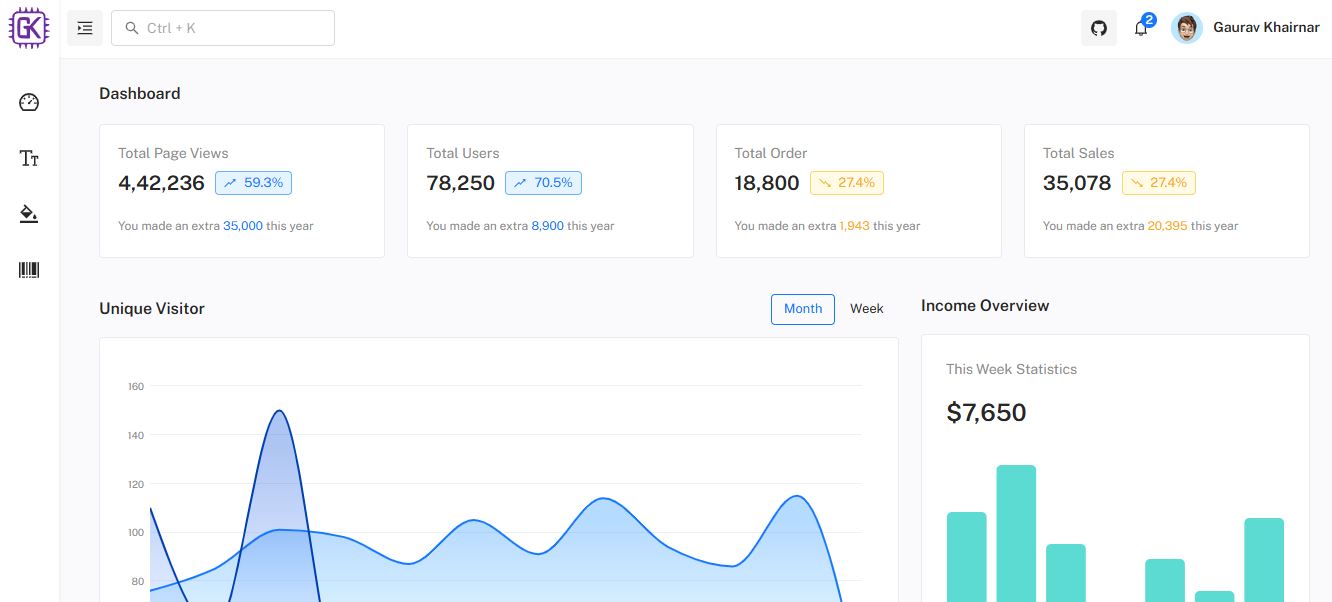 GK
Ctrl + K
2
Gaurav Khairnar
Dashboard
Total Page Views
4,42,236 59.3%
You made an extra 35,000 this year
Total Users
78,250 70.5%
You made an extra 8,900 this year
Total Order
18,800 27.4%
You made an extra 1,943 this year
Total Sales
35,078 27.4%
You made an extra 20,395 this year
Unique Visitor
Month Week
160
140
120
100
80
Income Overview
This Week Statistics
$7,650